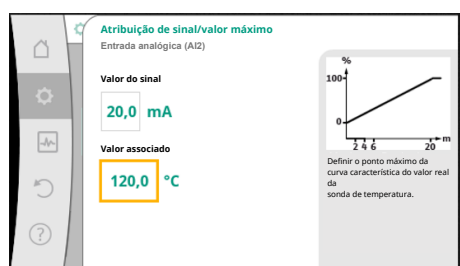 Atribuição de sinal/valor máximo
Entrada analógica (AI2)
Valor do sinal
20,0 mA
Valor associado
120,0 °C
%
100
0
2 4 6 20 m
Definir o ponto máximo da
curva característica do valor real
da
sonda de temperatura.
?